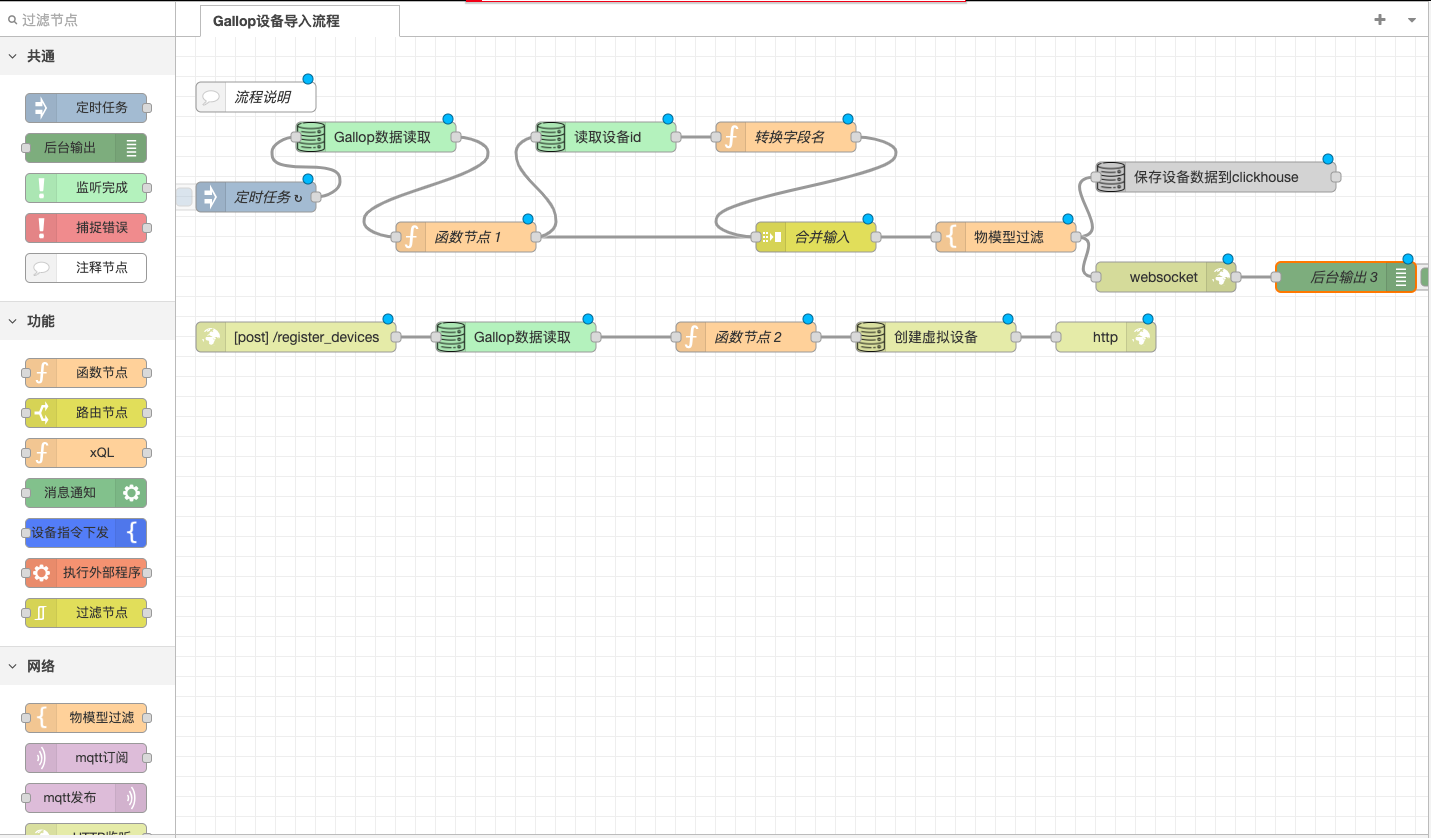 过滤节点
Gallop设备导入流程
共通
定时任务
后台输出
监听完成
捕捉错误
注释节点
功能
函数节点
路由节点
xQL
消息通知
设备指令下发
执行外部程序
过滤节点
网络
物模型过滤
mqtt订阅
mqtt发布
流程说明
Gallop数据读取
读取设备id
转换字段名
保存设备数据到clickhouse
定时任务 ↻
函数节点 1
合并输入
物模型过滤
websocket
后台输出 3
[post] /register_devices
Gallop数据读取
函数节点 2
创建虚拟设备
http